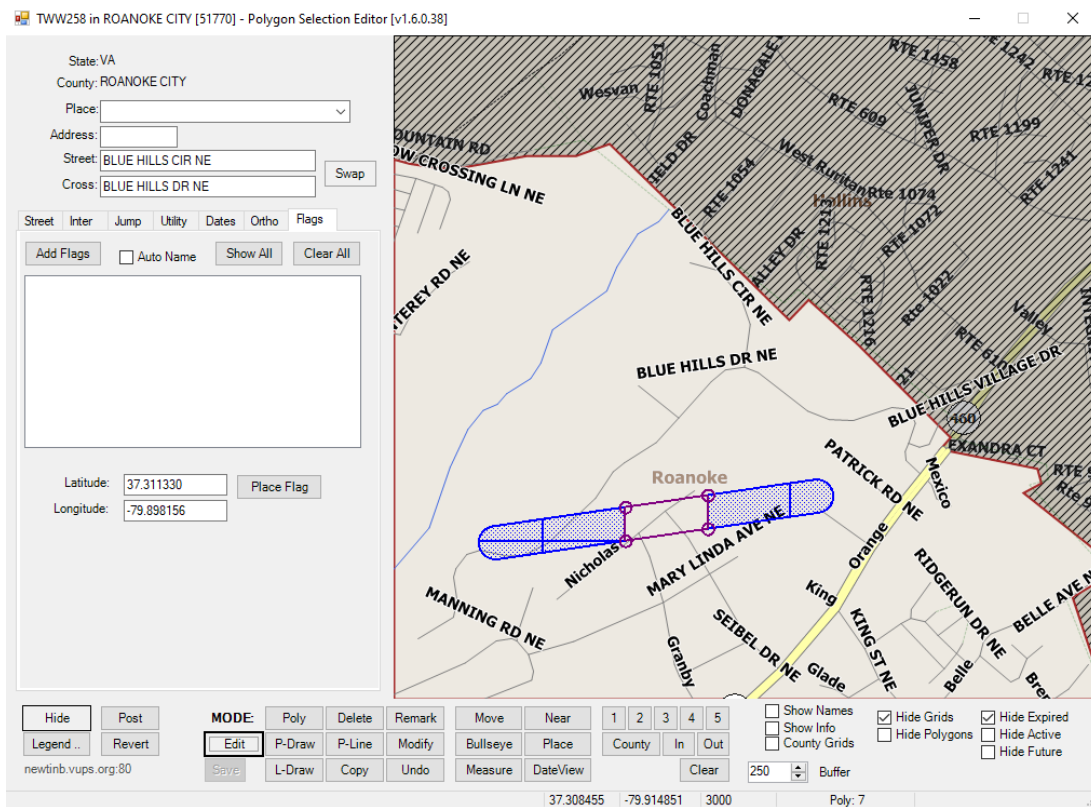 TWW258 in ROANOKE CITY [51770] - Polygon Selection Editor [v1.6.0.38]
State: VA
County: ROANOKE CITY
Place:
Address:
Street: BLUE HILLS CIR NE
Cross: BLUE HILLS DR NE
Swap
Street Inter Jump Utility Dates Ortho Flags
Add Flags Auto Name Show All Clear All
Latitude: 37.311330
Longitude: -79.898156
Place Flag
RTE 1051
Coachman
DONAGALE
RTE 1458
RTE 1242
Wesvan
RTE 609
JUNIPER DR
RTE 1199
RTE 1241
OUNTAIN RD
OW CROSSING LN NE
IELD DR
RTE 1054
West Ruritan
Rte 1074
Hollins
RTE 1213
RTE 1072
NTEREY RD NE
BLUE HILLS CIR NE
ALLEY DR
RTE 1216
Rte 1022
Valley
RTE 610
21
BLUE HILLS DR NE
BLUE HILLS VILLAGE DR
460
EXANDRA CT
Roanoke
PATRICK RD NE
Mexico
Orange
Nicholas
MARY LINDA AVE NE
MANNING RD NE
King
RIDGERUN DR NE
BELLE AVE N
SEIBEL DR NE
KING ST NE
Granby
Glade
Belle
Bren
Hide Post MODE: Poly Delete Remark Move Near 1 2 3 4 5 Show Names Hide Grids Hide Expired
Legend .. Revert Edit P-Draw P-Line Modify Bullseye Place County In Out Show Info Hide Polygons Hide Active
County Grids Hide Future
newtinb.vups.org:80 Save L-Draw Copy Undo Measure DateView Clear 250 Buffer
37.308455 -79.914851 3000 Poly: 7